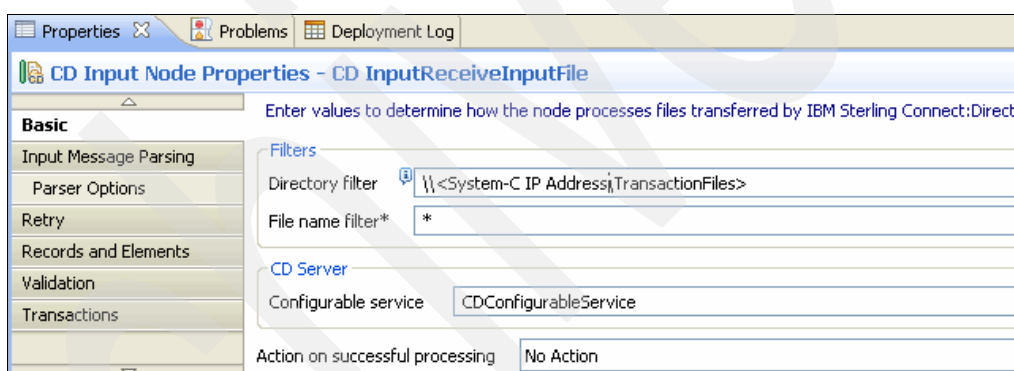 Properties Problems Deployment Log
CD Input Node Properties - CD InputReceiveInputFile
Basic
Input Message Parsing
Parser Options
Retry
Records and Elements
Validation
Transactions
Enter values to determine how the node processes files transferred by IBM Sterling Connect:Direct
Filters
Directory filter \\<System-C IP Address\TransactionFiles>
File name filter* *
CD Server
Configurable service CDConfigurableService
Action on successful processing No Action